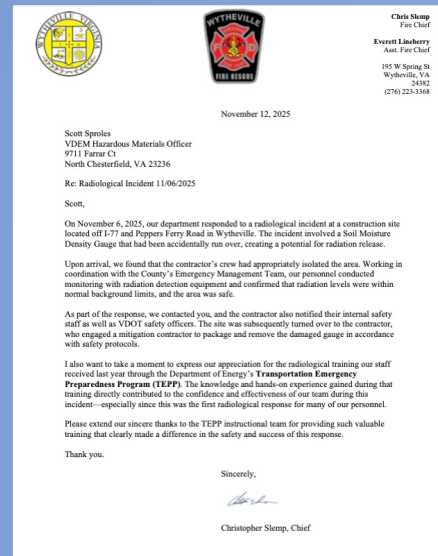 WYTHEVILLE VIRGINIA
WYTHEVILLE
F D
FIRE RESCUE
Chris Slemp
Fire Chief
Everett Lineberry
Asst. Fire Chief
195 W Spring St
Wytheville, VA
24382
(276) 223-3368
November 12, 2025
Scott Sproles
VDEM Hazardous Materials Officer
9711 Farrar Ct
North Chesterfield, VA 23236
Re: Radiological Incident 11/06/2025
Scott,
On November 6, 2025, our department responded to a radiological incident at a construction site
located off I-77 and Peppers Ferry Road in Wytheville. The incident involved a Soil Moisture
Density Gauge that had been accidentally run over, creating a potential for radiation release.
Upon arrival, we found that the contractor's crew had appropriately isolated the area. Working in
coordination with the County's Emergency Management Team, our personnel conducted
monitoring with radiation detection equipment and confirmed that radiation levels were within
normal background limits, and the area was safe.
As part of the response, we contacted you, and the contractor also notified their internal safety
staff as well as VDOT safety officers. The site was subsequently turned over to the contractor,
who engaged a mitigation contractor to package and remove the damaged gauge in accordance
with safety protocols.
I also want to take a moment to express our appreciation for the radiological training our staff
received last year through the Department of Energy's Transportation Emergency
Preparedness Program (TEPP). The knowledge and hands-on experience gained during that
training directly contributed to the confidence and effectiveness of our team during this
incident—especially since this was the first radiological response for many of our personnel.
Please extend our sincere thanks to the TEPP instructional team for providing such valuable
training that clearly made a difference in the safety and success of this response.
Thank you.
Sincerely,
Christopher Slemp, Chief